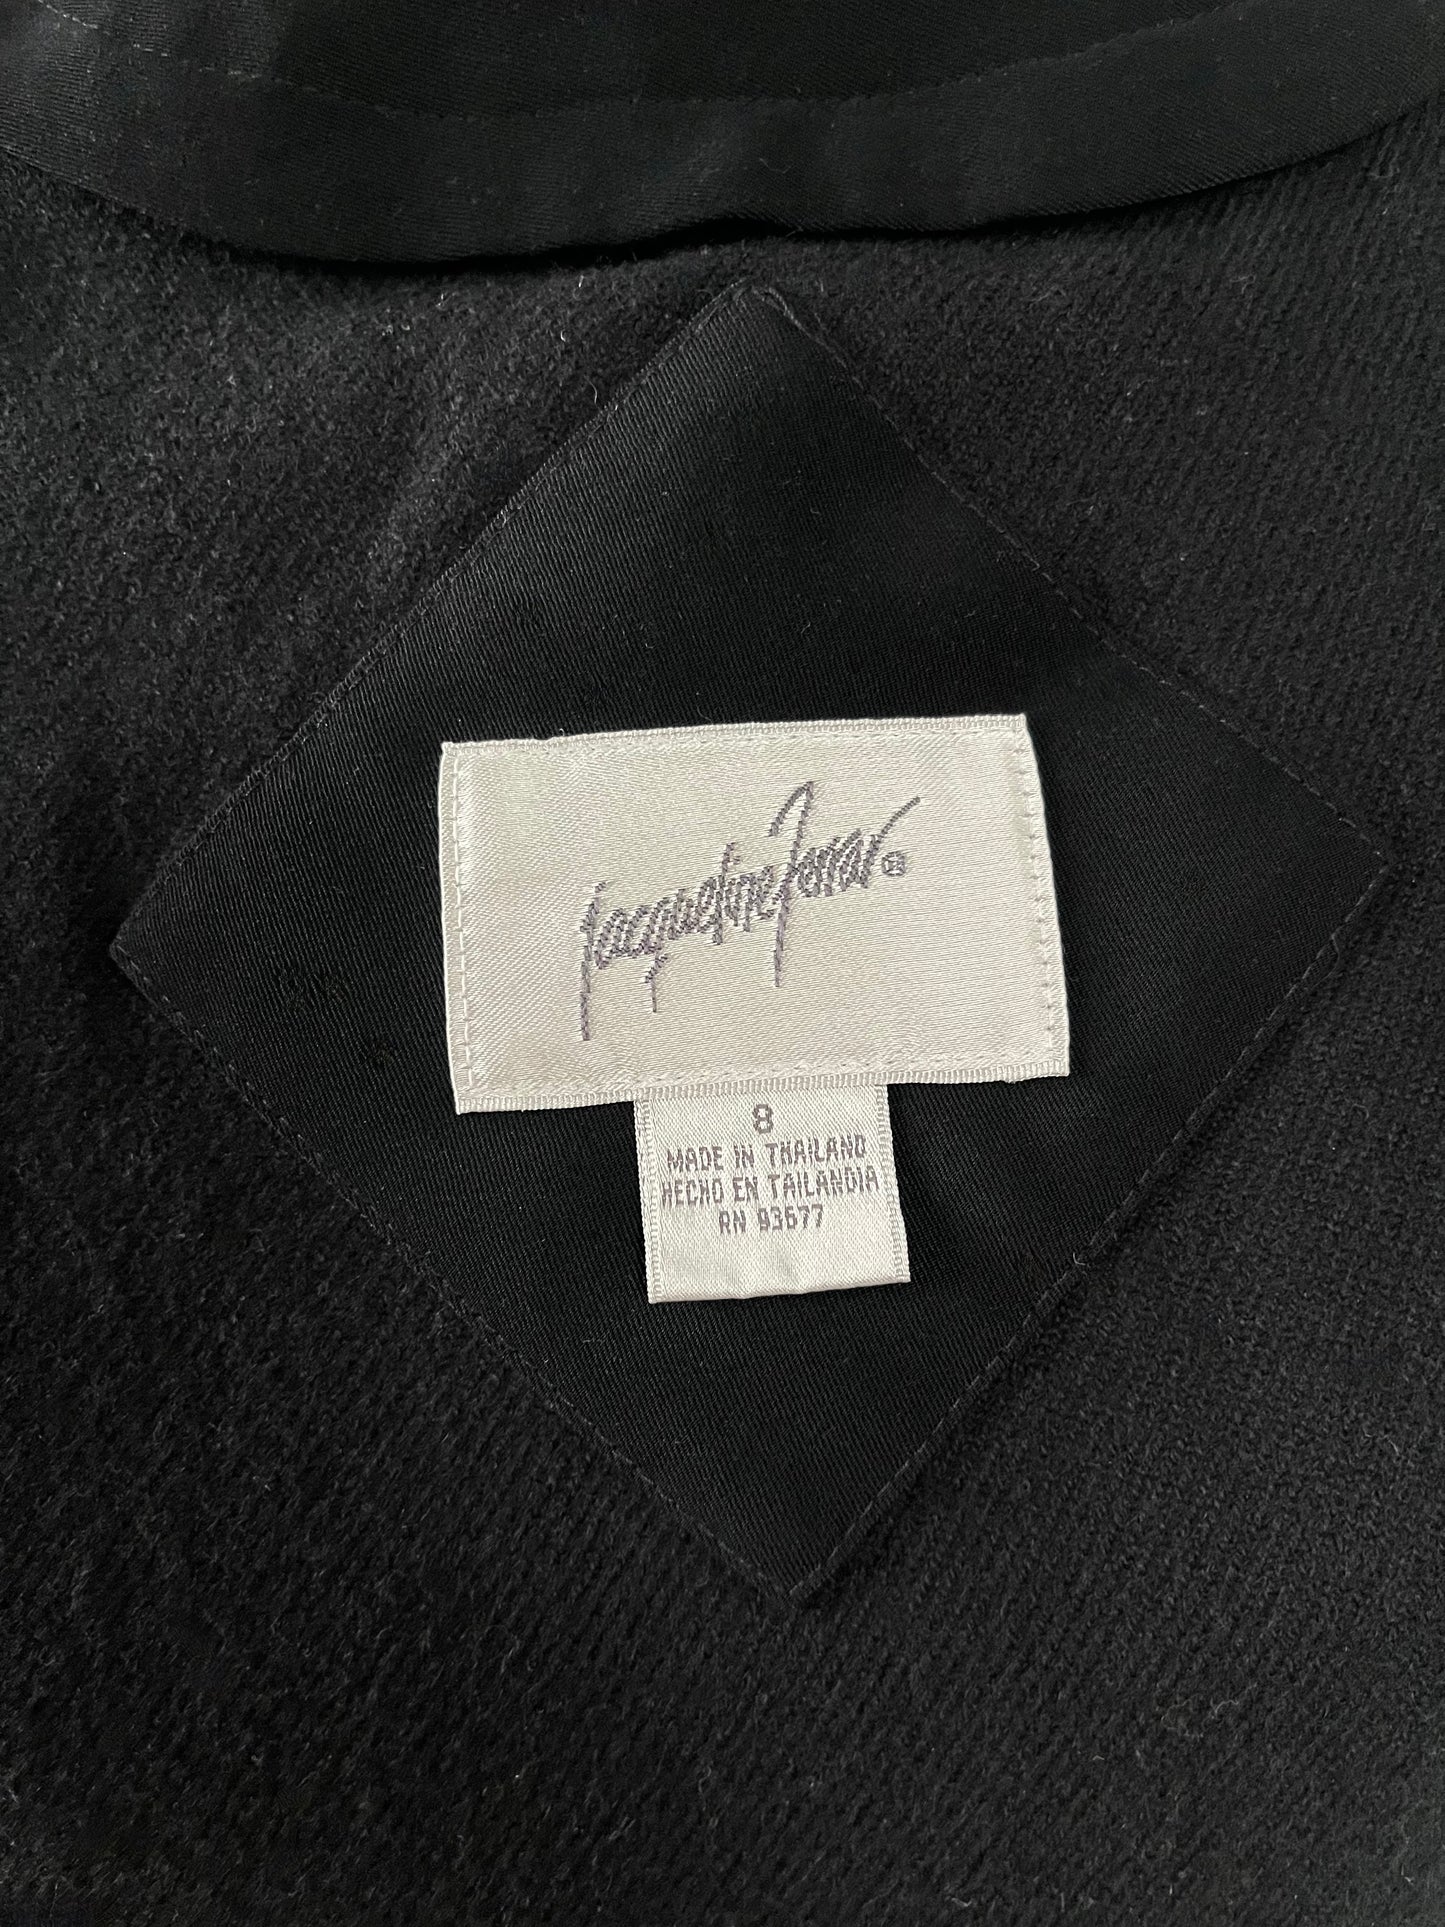 jacqueline ferrar®
8
MADE IN THAILAND
HECHO EN TAILANDIA
RN 93677